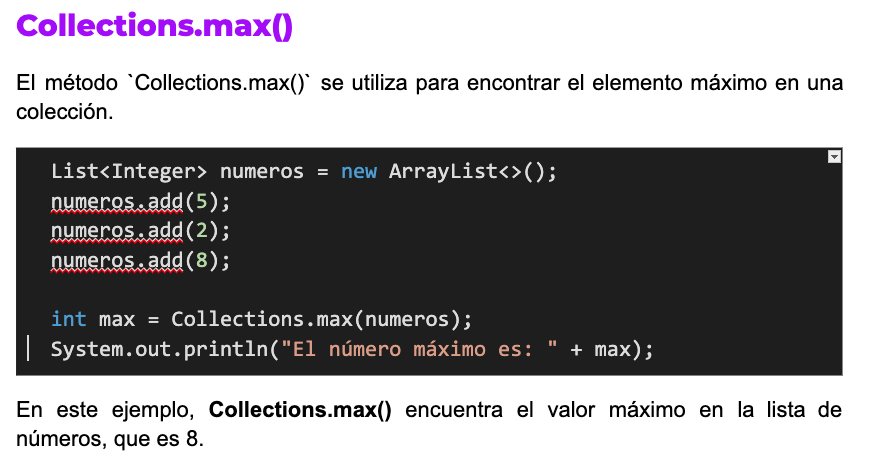 Collections.max()
El método `Collections.max()` se utiliza para encontrar el elemento máximo en una
colección.
List<Integer> numeros = new ArrayList<>();
numeros.add(5);
numeros.add(2);
numeros.add(8);
int max = Collections.max(numeros);
System.out.println("El número máximo es: " + max);
En este ejemplo, Collections.max() encuentra el valor máximo en la lista de
números, que es 8.